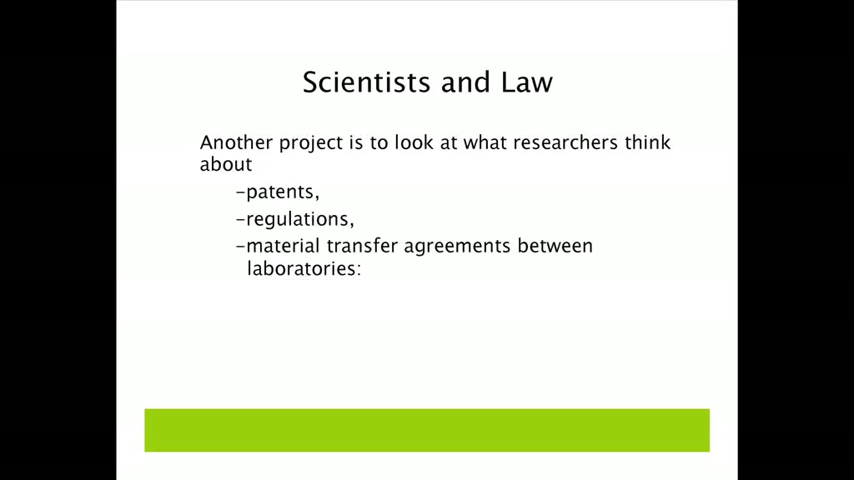 Scientists and Law
Another project is to look at what researchers think
about
–patents,
–regulations,
–material transfer agreements between
laboratories: